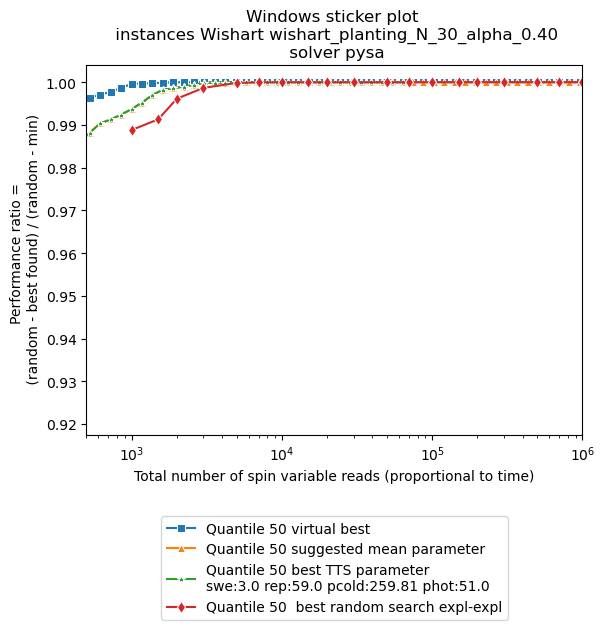 Windows sticker plot
instances Wishart wishart_planting_N_30_alpha_0.40
solver pysa
Performance ratio =
(random - best found) / (random - min)
1.00
0.99
0.98
0.97
0.96
0.95
0.94
0.93
0.92
10³
10⁴
10⁵
10⁶
Total number of spin variable reads (proportional to time)
Quantile 50 virtual best
Quantile 50 suggested mean parameter
Quantile 50 best TTS parameter
swe:3.0 rep:59.0 pcold:259.81 phot:51.0
Quantile 50  best random search expl-expl